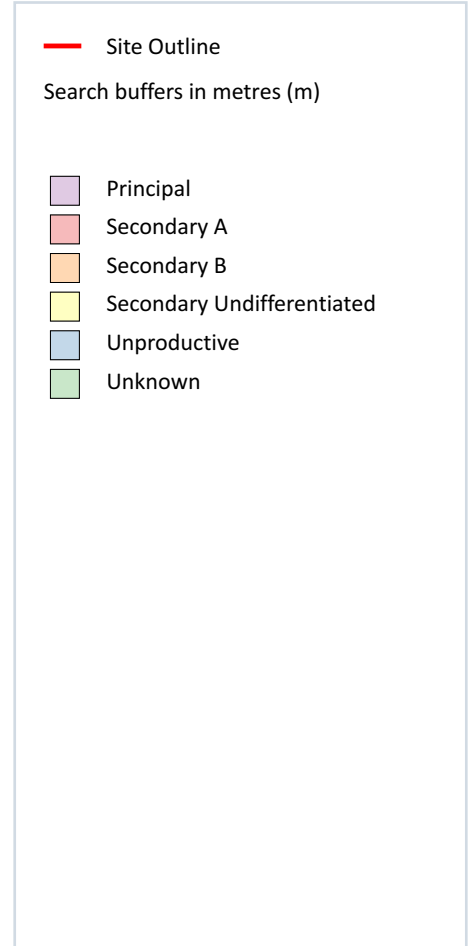 Site Outline
Search buffers in metres (m)
Principal
Secondary A
Secondary B
Secondary Undifferentiated
Unproductive
Unknown